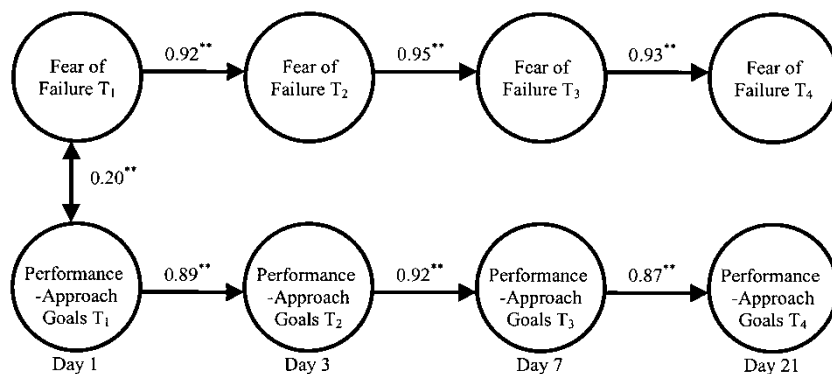 0.92**
0.95**
0.93**
Fear of
Failure T₁
Fear of
Failure T₂
Fear of
Failure T₃
Fear of
Failure T₄
0.20**
0.89**
0.92**
0.87**
Performance
-Approach
Goals T₁
Performance
-Approach
Goals T₂
Performance
-Approach
Goals T₃
Performance
-Approach
Goals T₄
Day 1
Day 3
Day 7
Day 21